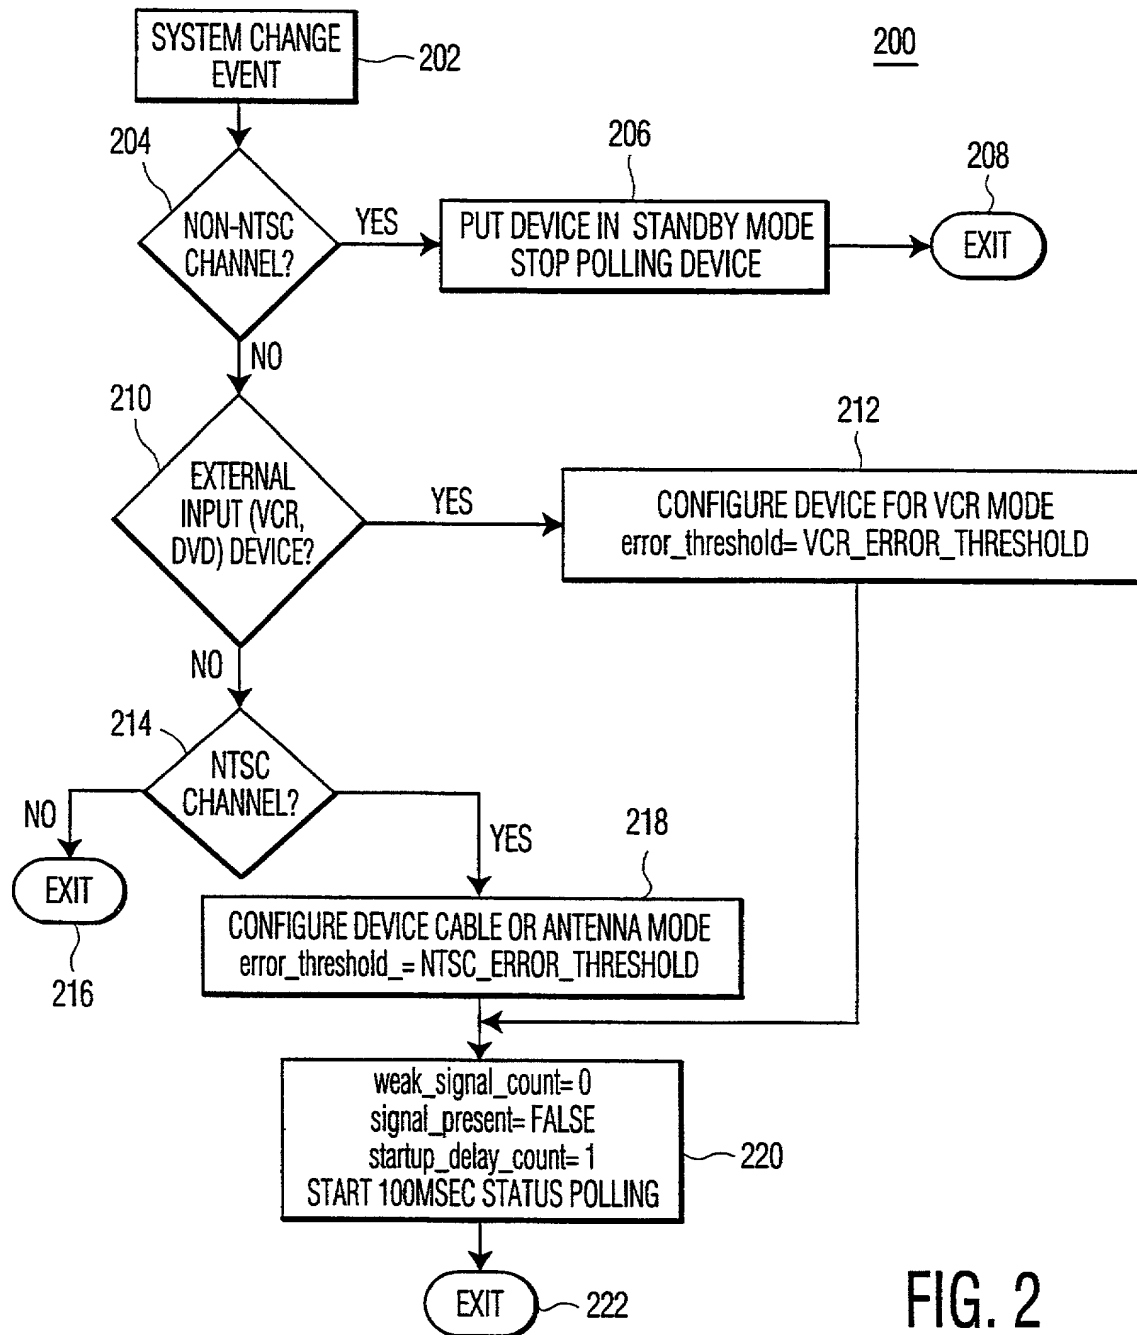 SYSTEM CHANGE
EVENT
202
200
204
NON-NTSC
CHANNEL?
YES
206
PUT DEVICE IN STANDBY MODE
STOP POLLING DEVICE
208
EXIT
NO
210
EXTERNAL
INPUT (VCR,
DVD) DEVICE?
YES
212
CONFIGURE DEVICE FOR VCR MODE
error_threshold= VCR_ERROR_THRESHOLD
NO
214
NTSC
CHANNEL?
NO
EXIT
216
YES
218
CONFIGURE DEVICE CABLE OR ANTENNA MODE
error_threshold_= NTSC_ERROR_THRESHOLD
weak_signal_count= 0
signal_present= FALSE
startup_delay_count= 1
START 100MSEC STATUS POLLING
220
EXIT
222
FIG. 2